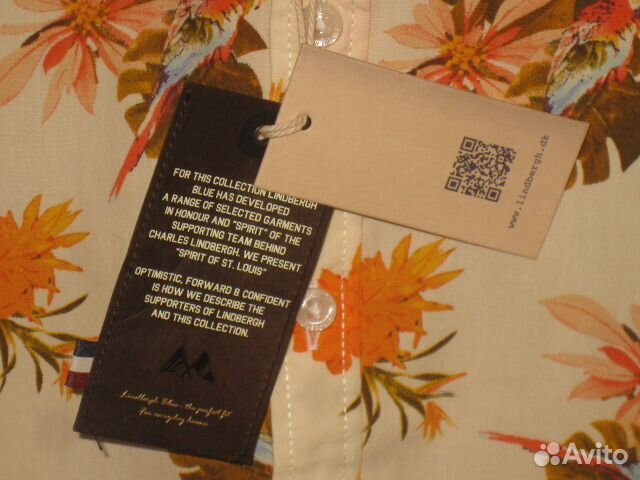 FOR THIS COLLECTION LINDBERGH
BLUE HAS DEVELOPED
A RANGE OF SELECTED GARMENTS
IN HONOUR AND "SPIRIT" OF THE
SUPPORTING TEAM BEHIND
CHARLES LINDBERGH. WE PRESENT
"SPIRIT OF ST. LOUIS"
OPTIMISTIC, FORWARD & CONFIDENT
IS HOW WE DESCRIBE THE
SUPPORTERS OF LINDBERGH
AND THIS COLLECTION.
Lindbergh Blue - the perfect fit
For everyday
www.lindbergh.dk
Avito